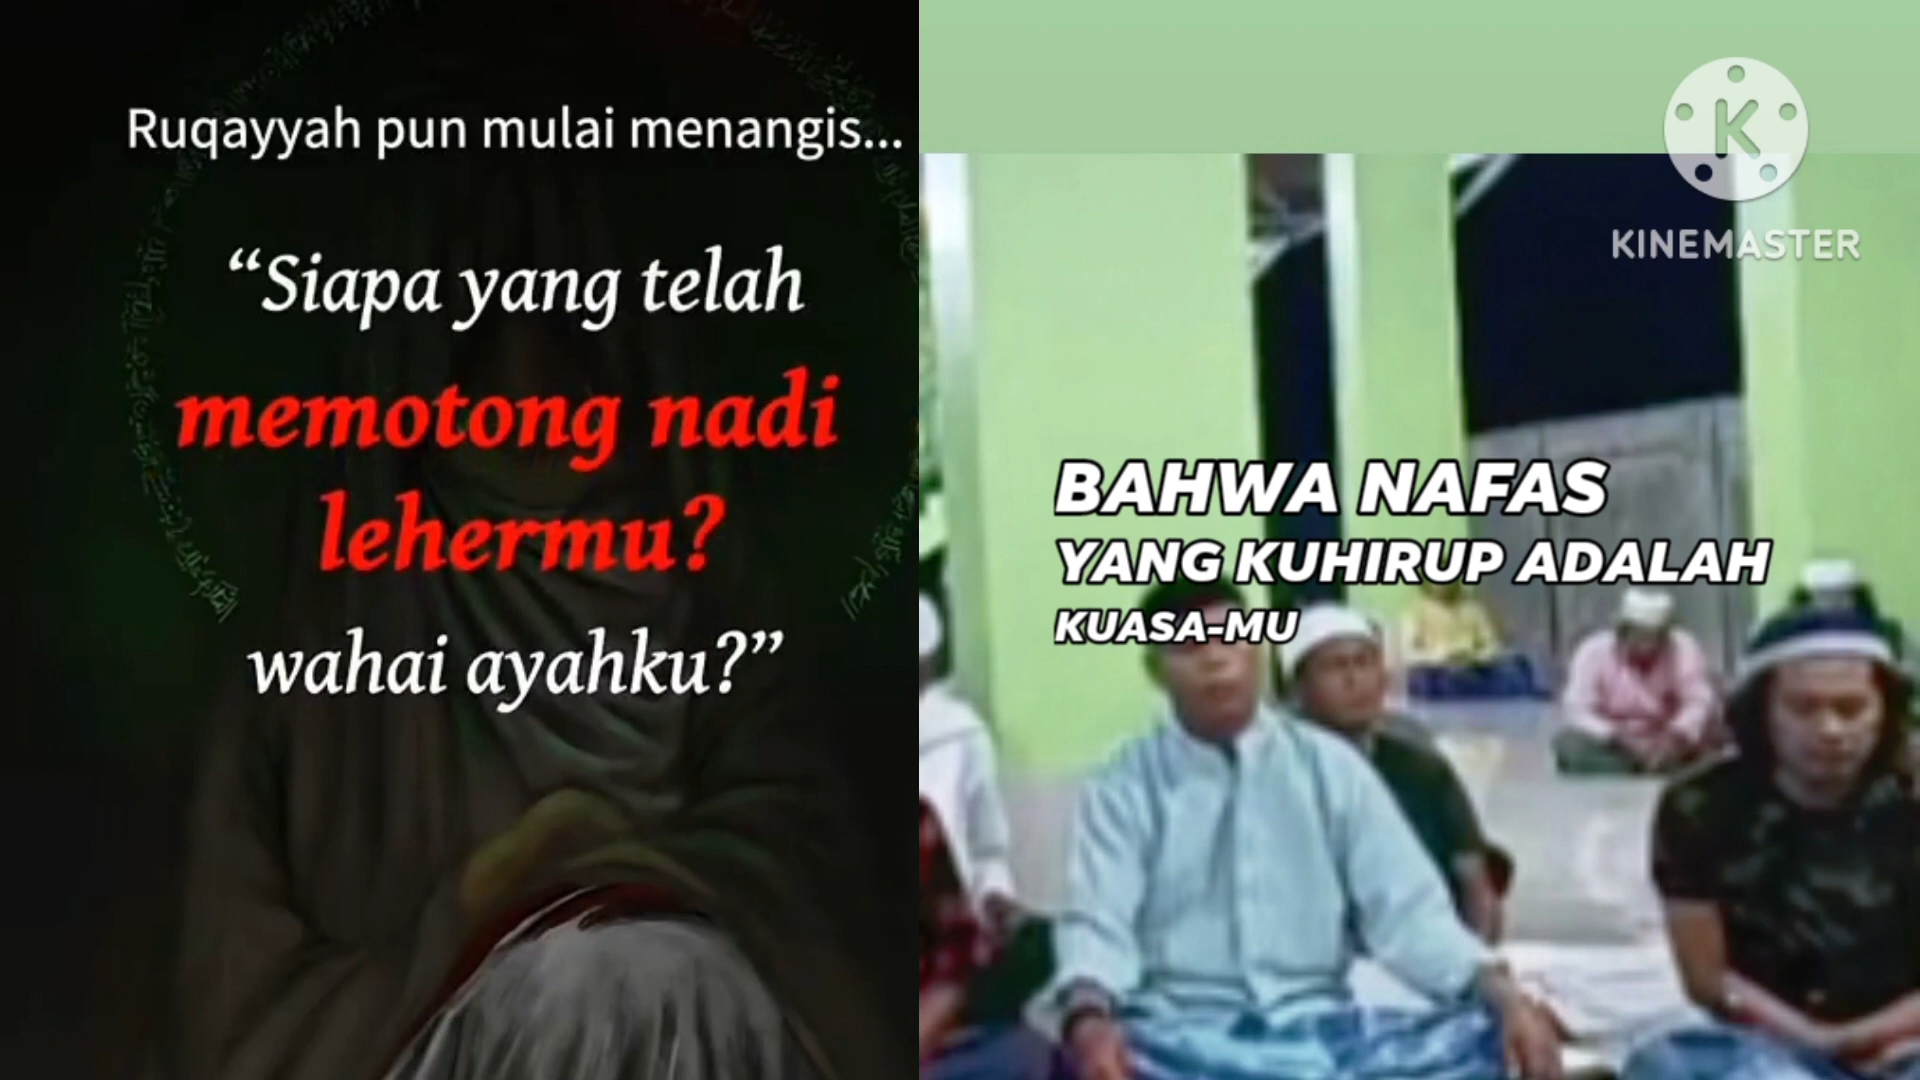 Ruqayyah pun mulai menangis...
“Siapa yang telah
memotong nadi
lehermu?
wahai ayahku?”
KINEMASTER
BAHWA NAFAS
YANG KUHIRUP ADALAH
KUASA-MU